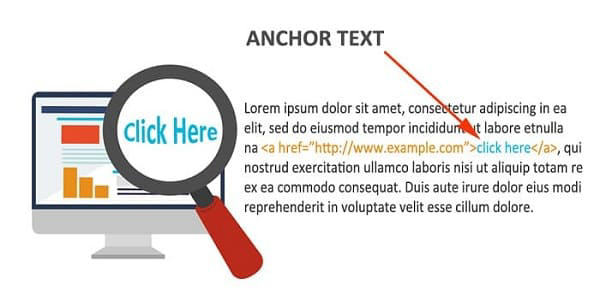 ANCHOR TEXT
Click Here
Lorem ipsum dolor sit amet, consectetur adipiscing in ea
elit, sed do eiusmod tempor incididunt ut labore etnulla
na <a href="http://www.example.com">click here</a>, qui
nostrud exercitation ullamco laboris nisi ut aliquip totam re
ex ea commodo consequat. Duis aute irure dolor eius modi
reprehenderit in voluptate velit esse cillum dolore.